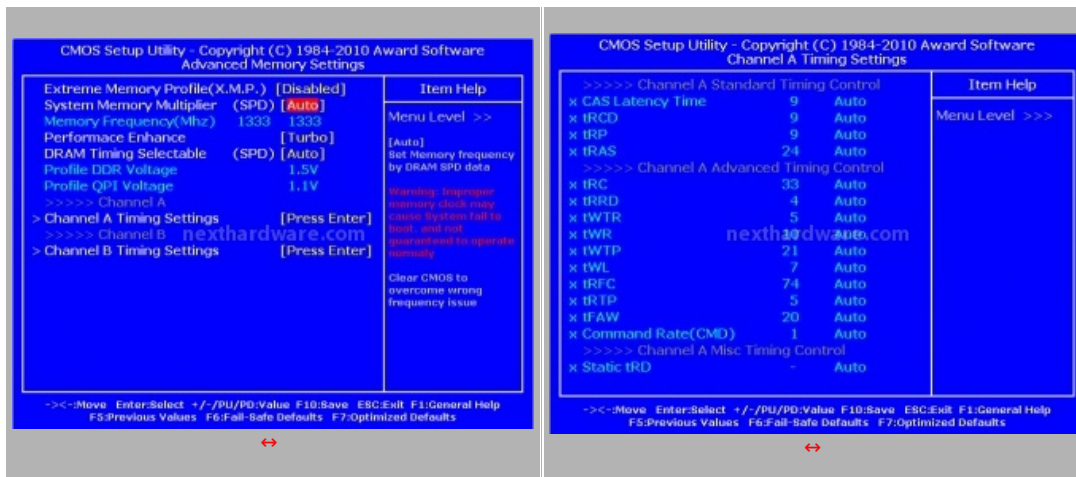 CMOS Setup Utility - Copyright (C) 1984-2010 Award Software
Advanced Memory Settings
Extreme Memory Profile(X.M.P.) [Disabled]
System Memory Multiplier (SPD) [Auto]
Memory Frequency(Mhz) 1333 1333
Performace Enhance [Turbo]
DRAM Timing Selectable (SPD) [Auto]
Profile DDR Voltage 1.5V
Profile QPI Voltage 1.1V
>>>>> Channel A
> Channel A Timing Settings [Press Enter]
>>>>> Channel B
> Channel B Timing Settings [Press Enter]
nexthardware.com
Item Help
Menu Level >>
[Auto]
Set Memory frequency
by DRAM SPD data
Warning: Improper
memory clock may
cause System fail to
boot, and not
guaranteed to operate
normaly
Clear CMOS to
overcome wrong
frequency issue
-><-:Move Enter:Select +/-/PU/PD:Value F10:Save ESC:Exit F1:General Help
F5:Previous Values F6:Fail-Safe Defaults F7:Optimized Defaults
CMOS Setup Utility - Copyright (C) 1984-2010 Award Software
Channel A Timing Settings
>>>>> Channel A Standard Timing Control
x CAS Latency Time 9 Auto
x tRCD 9 Auto
x tRP 9 Auto
x tRAS 24 Auto
>>>>> Channel A Advanced Timing Control
x tRC 33 Auto
x tRRD 4 Auto
x tWTR 5 Auto
x tWR 10 Auto
x tWTP 21 Auto
x tWL 7 Auto
x tRFC 74 Auto
x tRTP 5 Auto
x tFAW 20 Auto
x Command Rate(CMD) 1 Auto
>>>>> Channel A Misc Timing Control
x Static tRD - Auto
nexthardware.com
Item Help
Menu Level >>>
-><-:Move Enter:Select +/-/PU/PD:Value F10:Save ESC:Exit F1:General Help
F5:Previous Values F6:Fail-Safe Defaults F7:Optimized Defaults